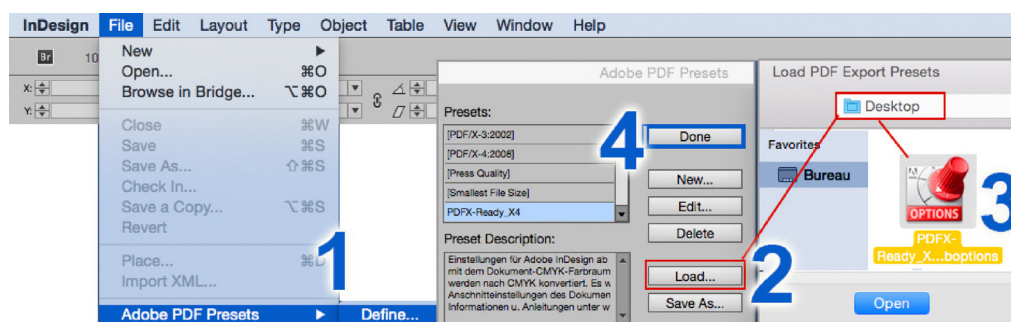 InDesign File Edit Layout Type Object Table View Window Help
Br 10
New
Open... ⌘O
Browse in Bridge... ⌥⌘O
X:
Y:
Close ⌘W
Save ⌘S
Save As... ⇧⌘S
Check In...
Save a Copy... ⌥⌘S
Revert
Place... ⌘D
Import XML...
Adobe PDF Presets
Define...
1
Adobe PDF Presets
Presets:
[PDF/X-3:2002]
[PDF/X-4:2008]
[Press Quality]
[Smallest File Size]
PDFX-Ready_X4
Preset Description:
Einstellungen für Adobe InDesign ab
mit dem Dokument-CMYK-Farbraum
werden nach CMYK konvertiert. Es w
Anschnitteinstellungen des Dokumen
Informationen u. Anleitungen unter w
4
Done
New...
Edit...
Delete
Load...
Save As...
2
Load PDF Export Presets
Desktop
Favorites
Bureau
OPTIONS
PDFX-
Ready_X...boptions
3
Open